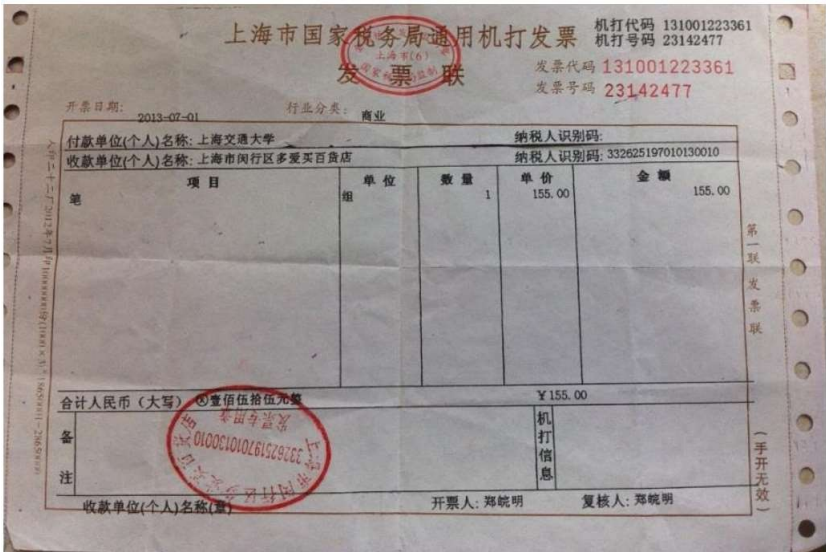 上海市国家税务局通用机打发票
发票联
机打代码 131001223361
机打号码 23142477
发票代码 131001223361
发票号码 23142477
开票日期: 2013-07-01 行业分类: 商业
付款单位(个人)名称: 上海交通大学 纳税人识别码:
收款单位(个人)名称: 上海市闵行区多爱买百货店 纳税人识别码: 332625197010130010
项目 单位 数量 单价 金额
笔 组 1 155.00 155.00
合计人民币（大写） ⊗壹佰伍拾伍元整 ¥155.00
备注
机打信息
332625197010130010
发票专用章
收款单位(个人)名称(章) 开票人: 郑皖明 复核人: 郑皖明
第一联 发票联
(手开无效)